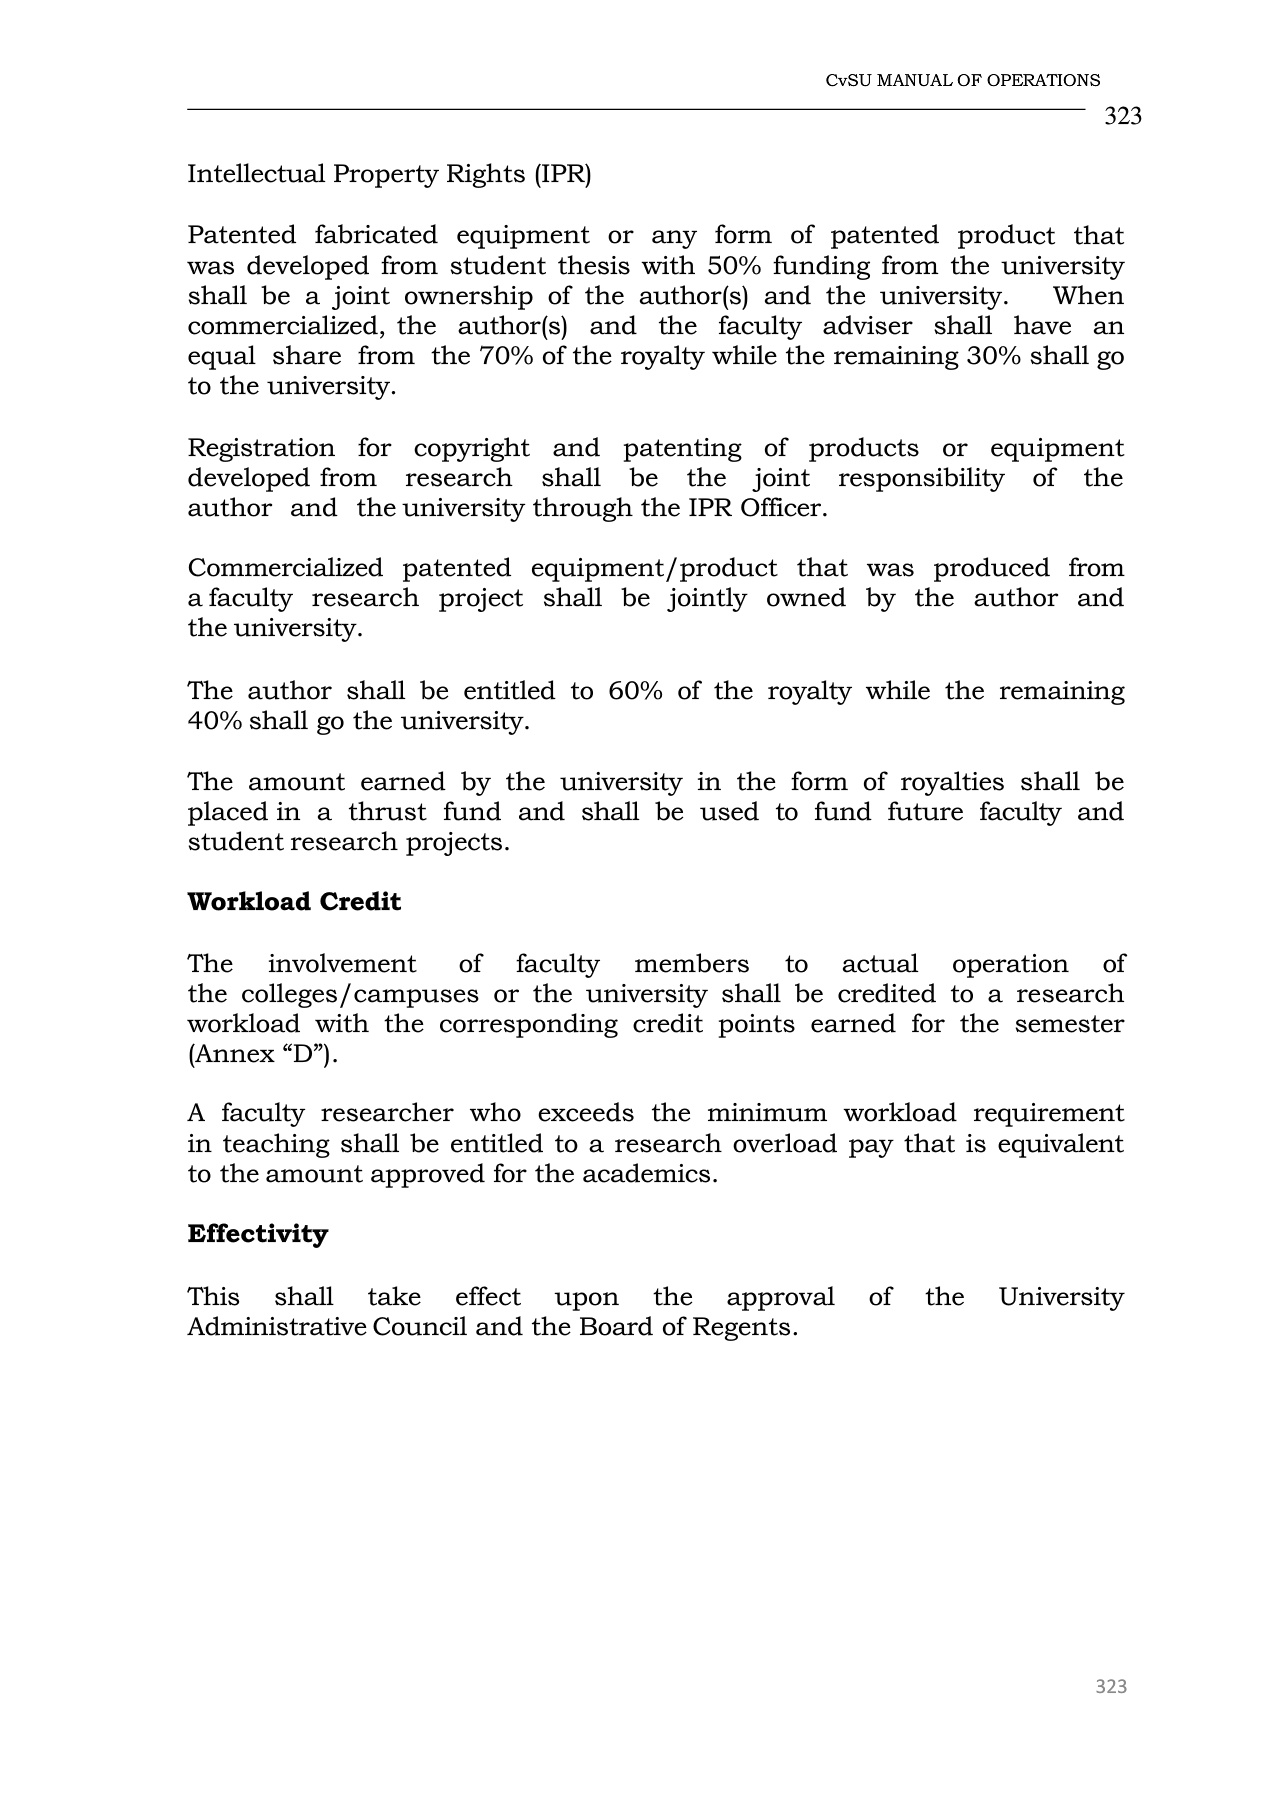 CvSU MANUAL OF OPERATIONS
323
Intellectual Property Rights (IPR)
Patented fabricated equipment or any form of patented product that
was developed from student thesis with 50% funding from the university
shall be a joint ownership of the author(s) and the university. When
commercialized, the author(s) and the faculty adviser shall have an
equal share from the 70% of the royalty while the remaining 30% shall go
to the university.
Registration for copyright and patenting of products or equipment
developed from research shall be the joint responsibility of the
author and the university through the IPR Officer.
Commercialized patented equipment/product that was produced from
a faculty research project shall be jointly owned by the author and
the university.
The author shall be entitled to 60% of the royalty while the remaining
40% shall go the university.
The amount earned by the university in the form of royalties shall be
placed in a thrust fund and shall be used to fund future faculty and
student research projects.
Workload Credit
The involvement of faculty members to actual operation of
the colleges/campuses or the university shall be credited to a research
workload with the corresponding credit points earned for the semester
(Annex “D”).
A faculty researcher who exceeds the minimum workload requirement
in teaching shall be entitled to a research overload pay that is equivalent
to the amount approved for the academics.
Effectivity
This shall take effect upon the approval of the University
Administrative Council and the Board of Regents.
323